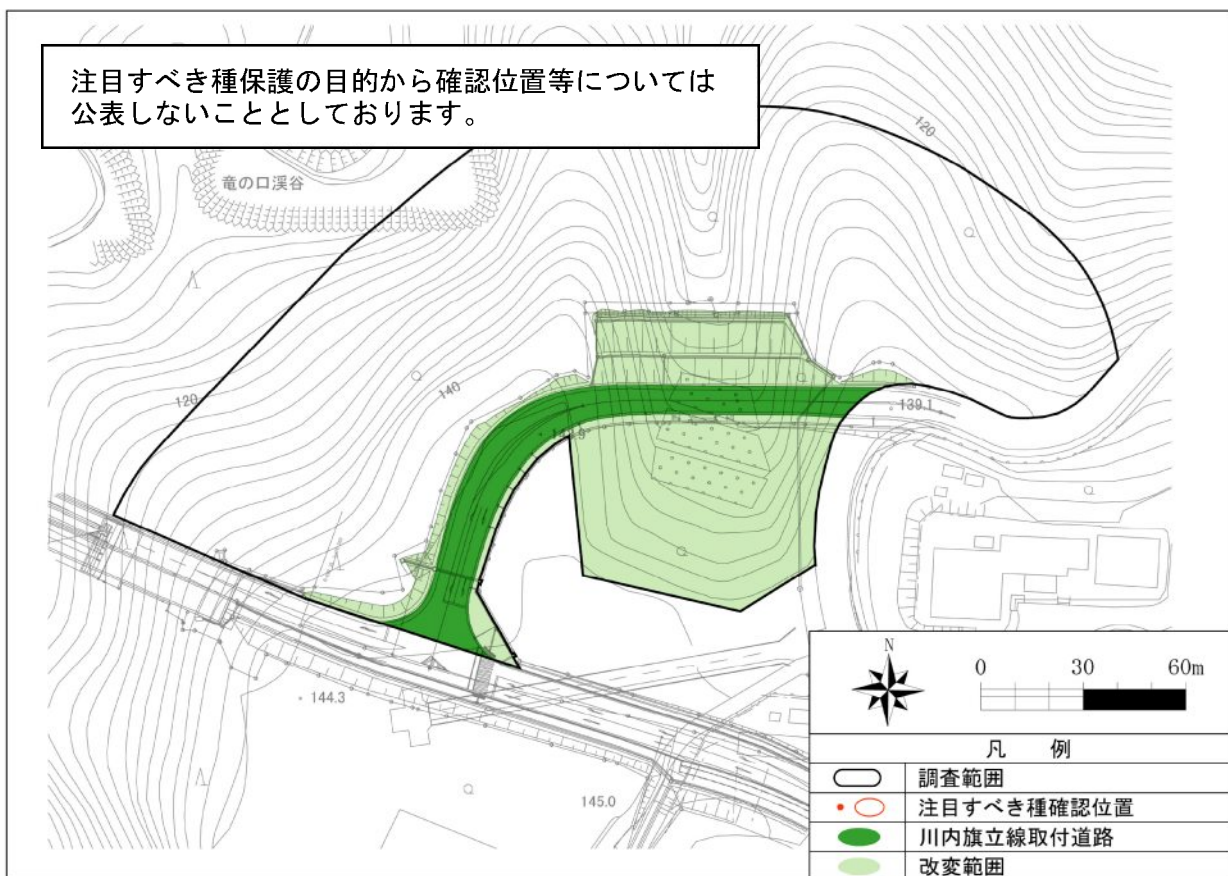 注目すべき種保護の目的から確認位置等については
公表しないこととしております。
竜の口渓谷
120
120
140
139.1
144.3
145.0
N
0 30 60m
凡 例
調査範囲
注目すべき種確認位置
川内旗立線取付道路
改変範囲